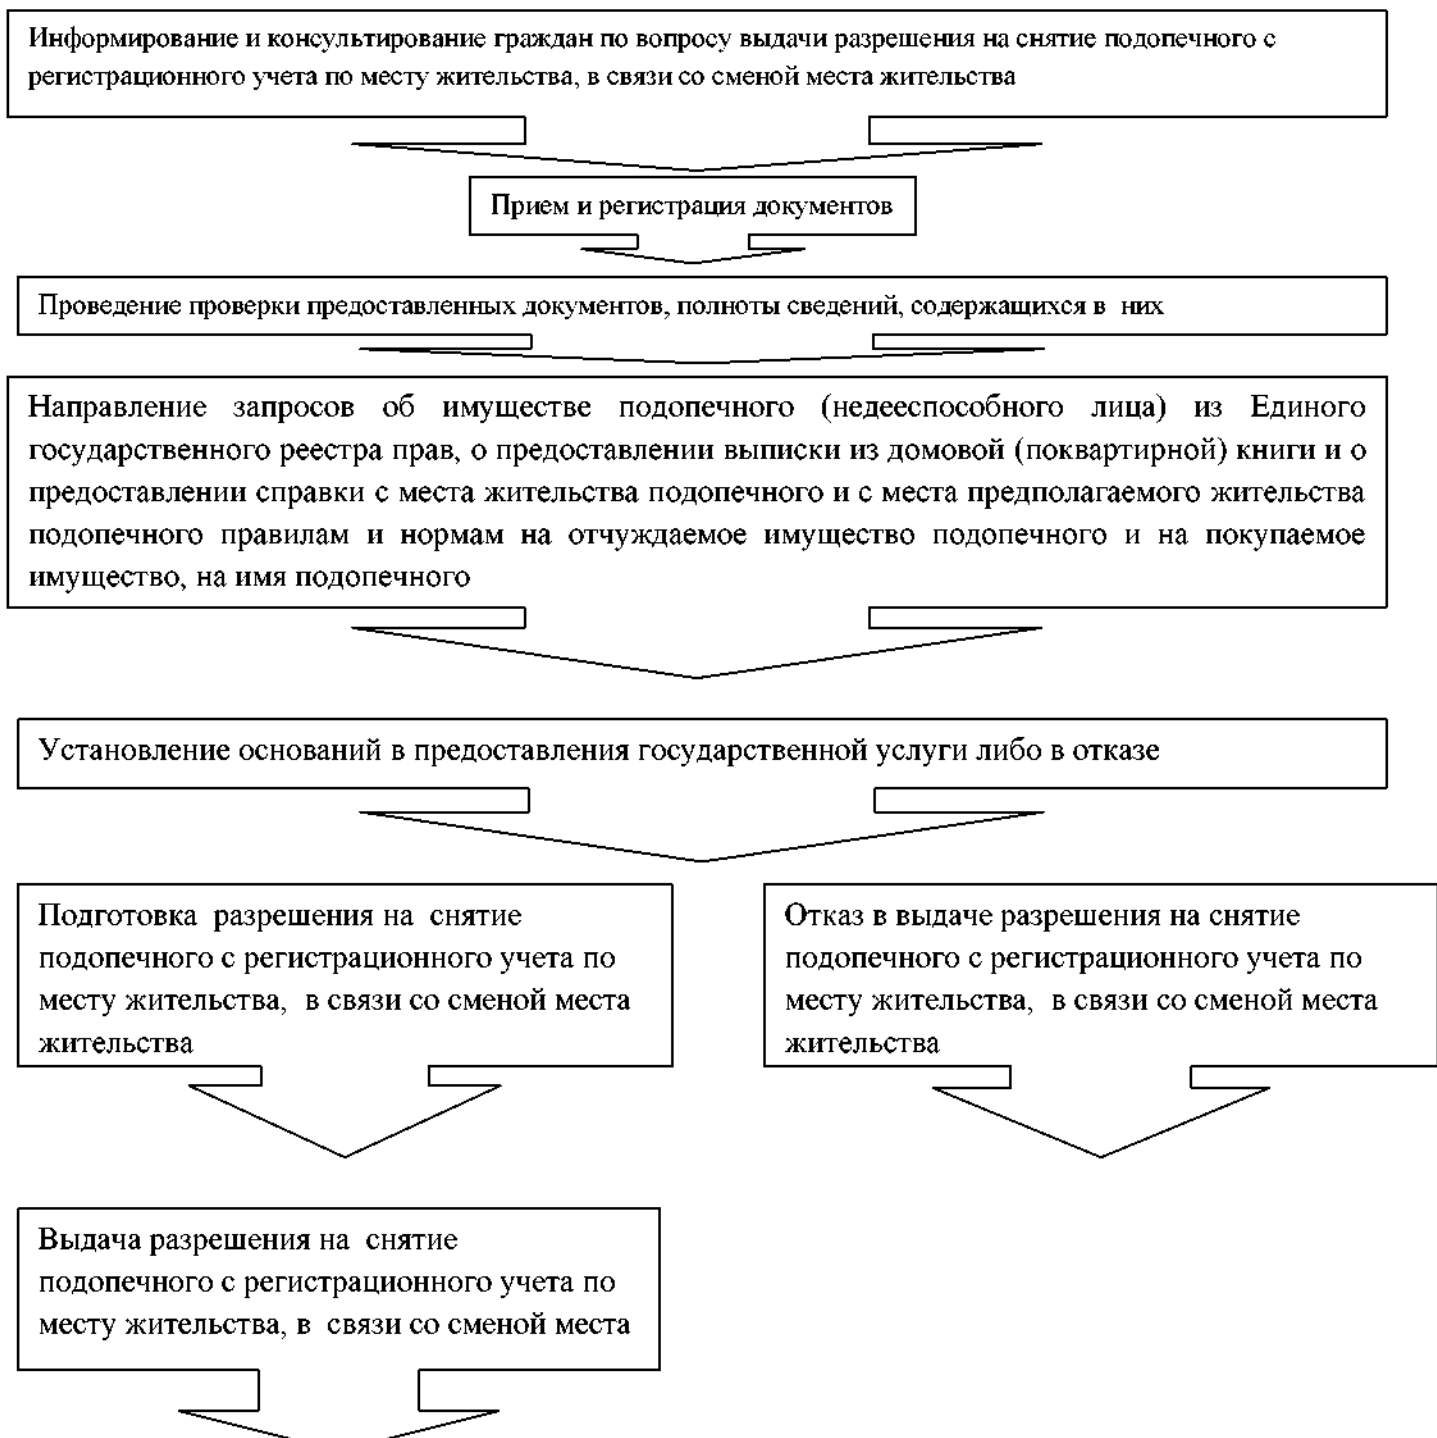 Информирование и консультирование граждан по вопросу выдачи разрешения на снятие подопечного с
регистрационного учета по месту жительства, в связи со сменой места жительства
Прием и регистрация документов
Проведение проверки предоставленных документов, полноты сведений, содержащихся в них
Направление запросов об имуществе подопечного (недееспособного лица) из Единого
государственного реестра прав, о предоставлении выписки из домовой (поквартирной) книги и о
предоставлении справки с места жительства подопечного и с места предполагаемого жительства
подопечного правилам и нормам на отчуждаемое имущество подопечного и на покупаемое
имущество, на имя подопечного
Установление оснований в предоставления государственной услуги либо в отказе
Подготовка разрешения на снятие
подопечного с регистрационного учета по
месту жительства, в связи со сменой места
жительства
Отказ в выдаче разрешения на снятие
подопечного с регистрационного учета по
месту жительства, в связи со сменой места
жительства
Выдача разрешения на снятие
подопечного с регистрационного учета по
месту жительства, в связи со сменой места